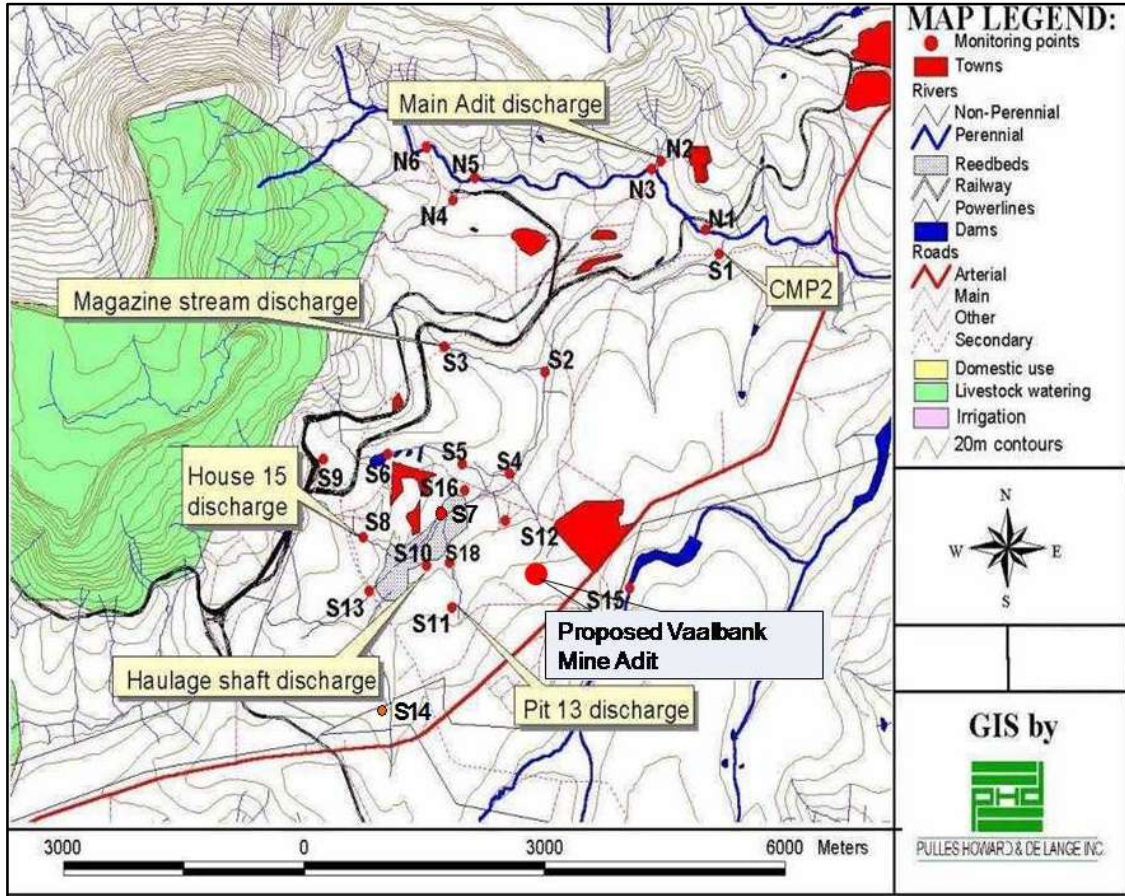 Main Adit discharge
N6
N5
N2
N3
N4
N1
S1
CMP2
Magazine stream discharge
S3
S2
House 15
discharge
S9
S6
S5
S4
S16
S7
S8
S12
S10
S18
S13
S11
S15
Proposed Vaalbank
Mine Adit
Haulage shaft discharge
Pit 13 discharge
S14
MAP LEGEND:
Monitoring points
Towns
Rivers
Non-Perennial
Perennial
Reedbeds
Railway
Powerlines
Dams
Roads
Arterial
Main
Other
Secondary
Domestic use
Livestock watering
Irrigation
20m contours
N
W E
S
GIS by
PHD
PULLES HOWARD & DE LANGE INC.
3000 0 3000 6000 Meters